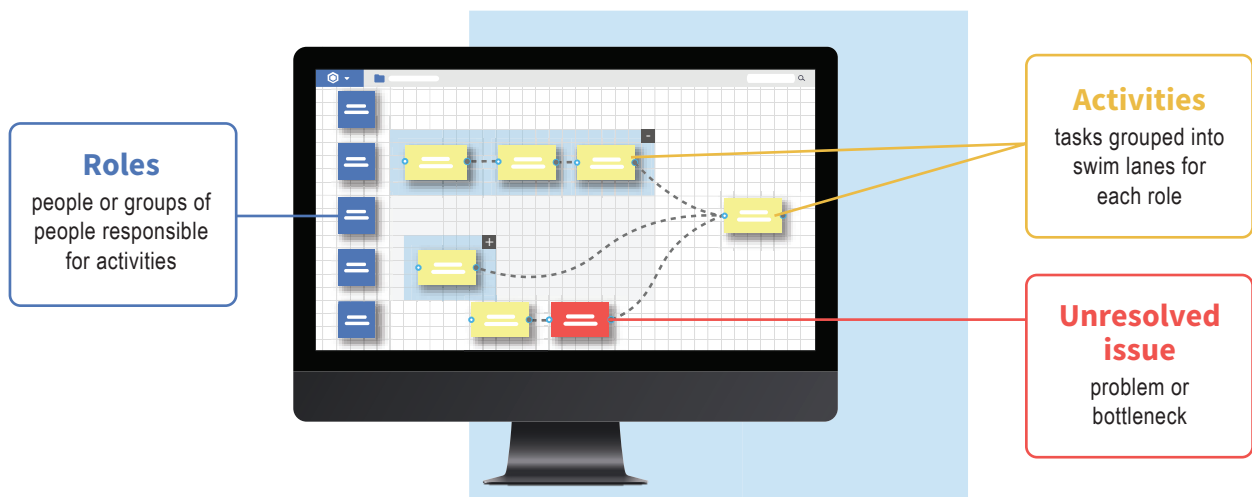 Roles
people or groups of
people responsible
for activities
Activities
tasks grouped into
swim lanes for
each role
Unresolved
issue
problem or
bottleneck
-
+